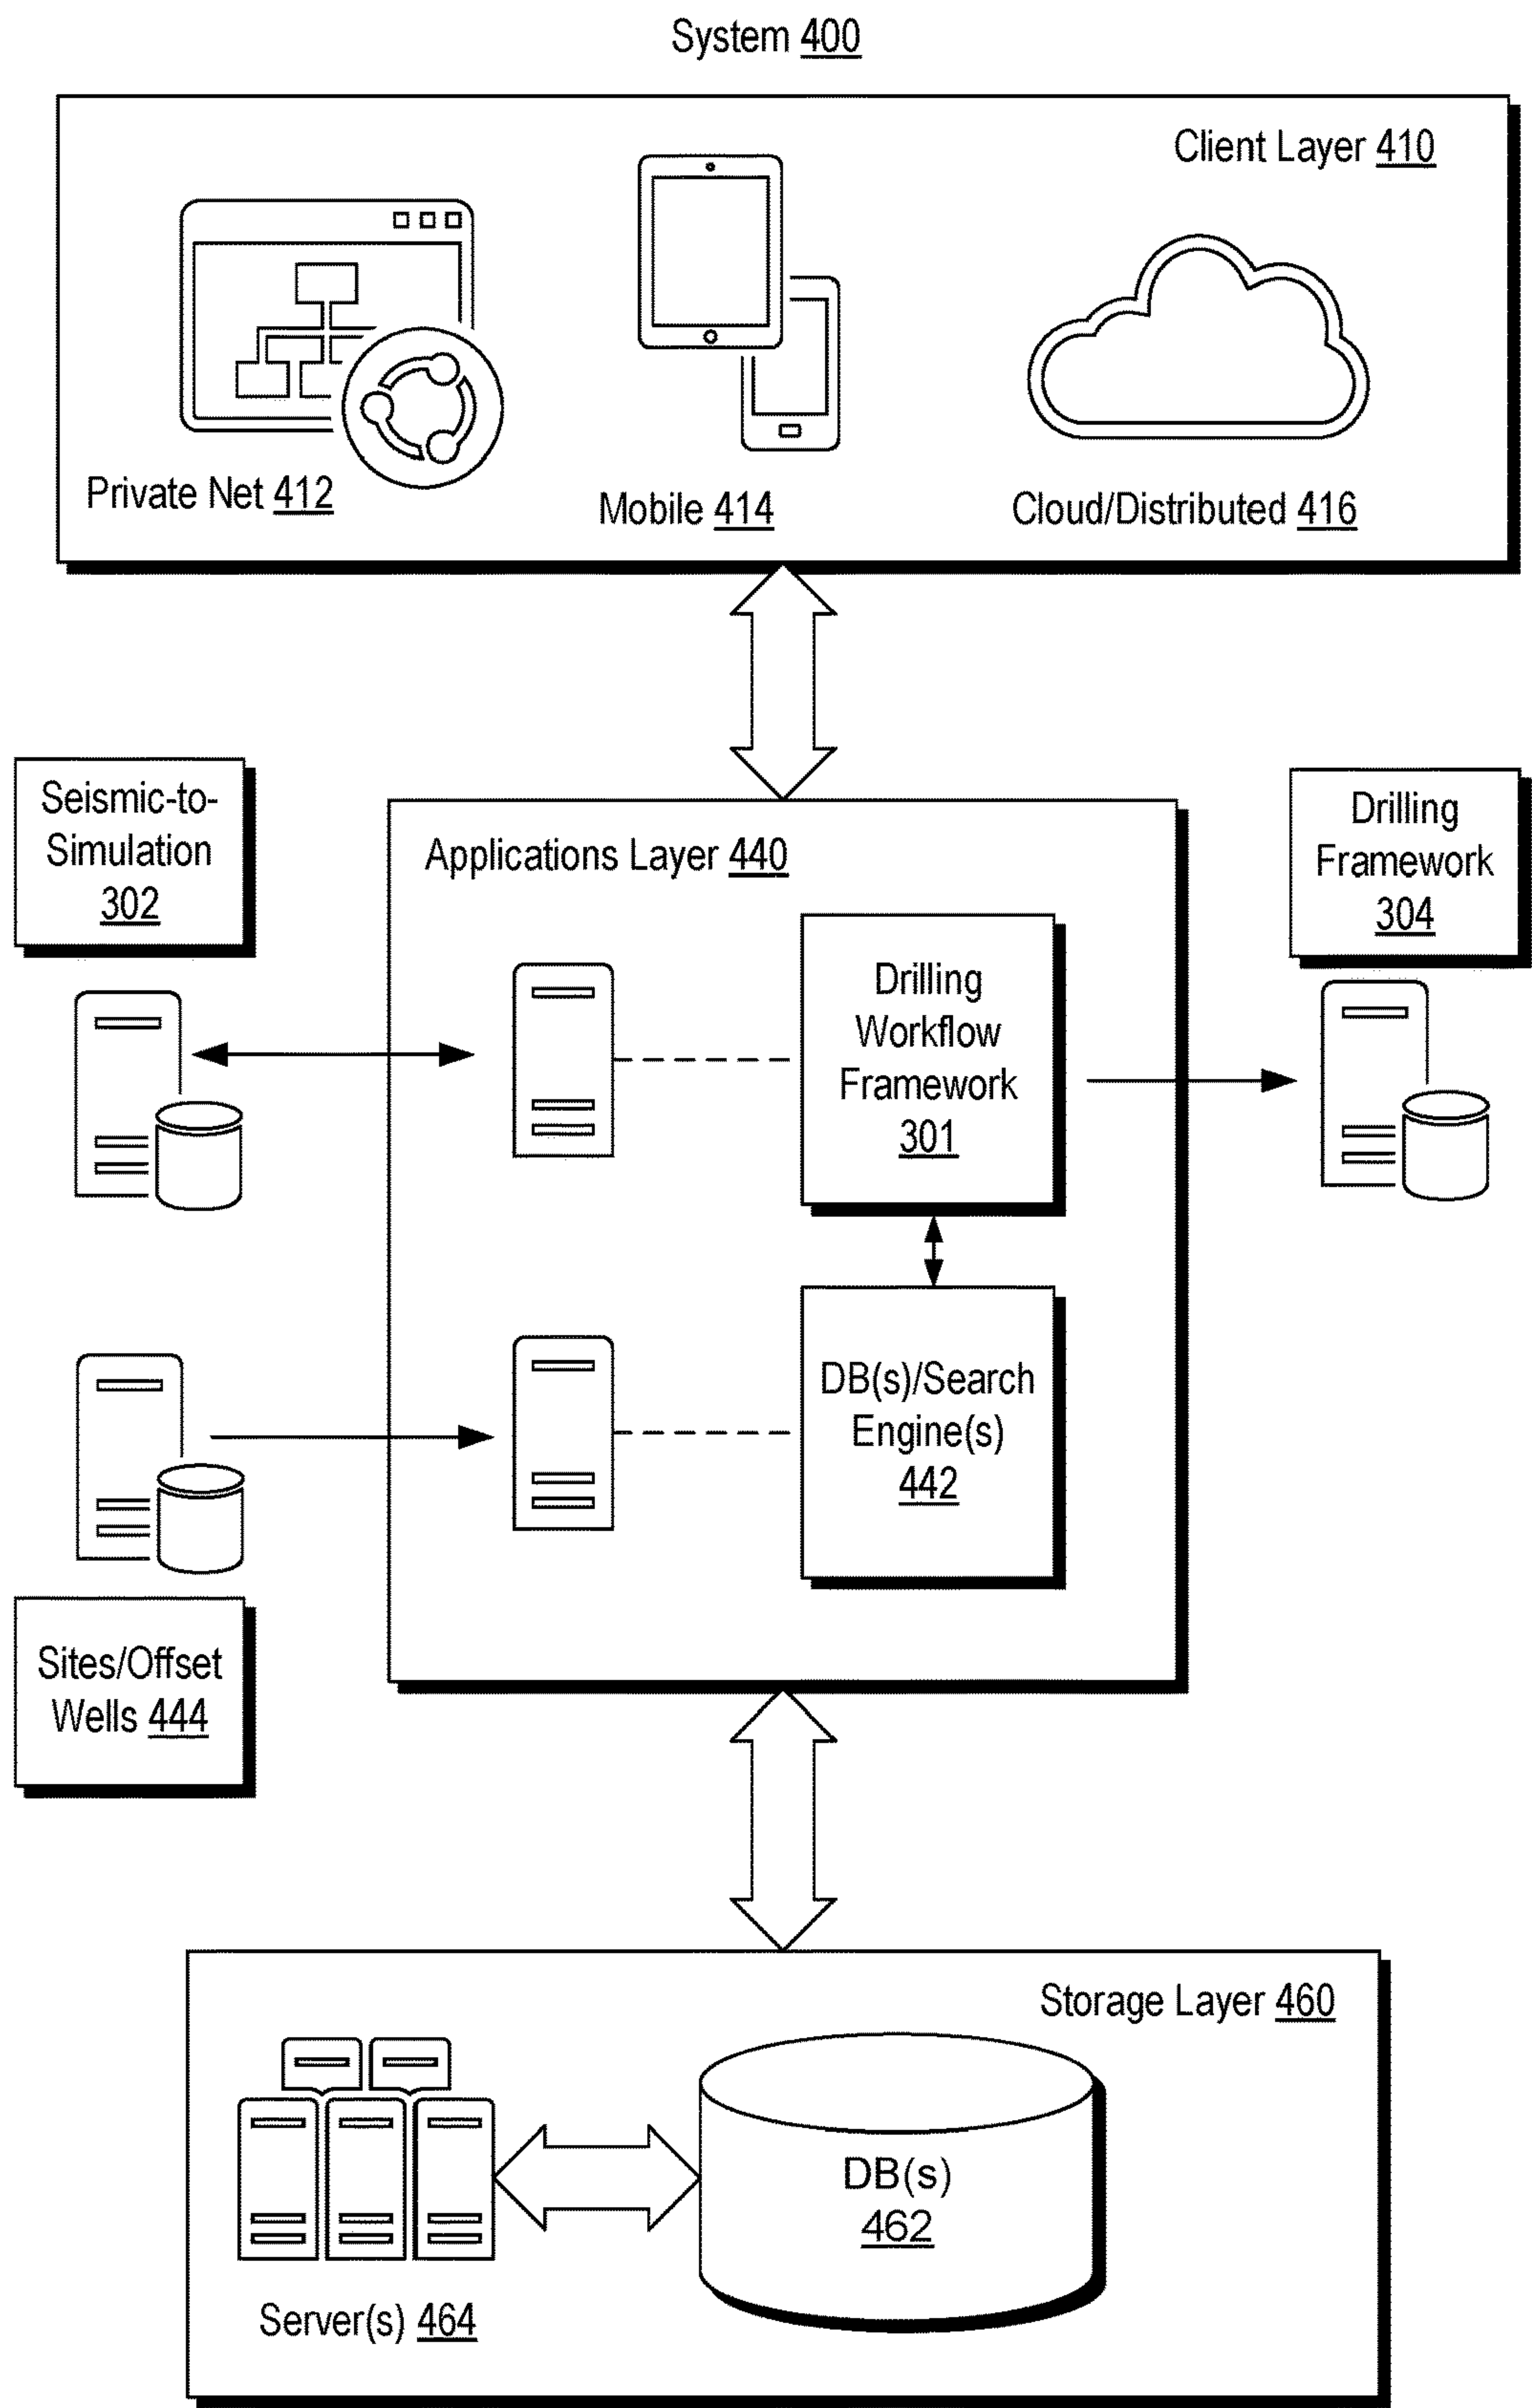 System 400
Client Layer 410
Private Net 412
Mobile 414
Cloud/Distributed 416
Seismic-to-
Simulation
302
Applications Layer 440
Drilling
Framework
304
Drilling
Workflow
Framework
301
DB(s)/Search
Engine(s)
442
Sites/Offset
Wells 444
Storage Layer 460
DB(s)
462
Server(s) 464